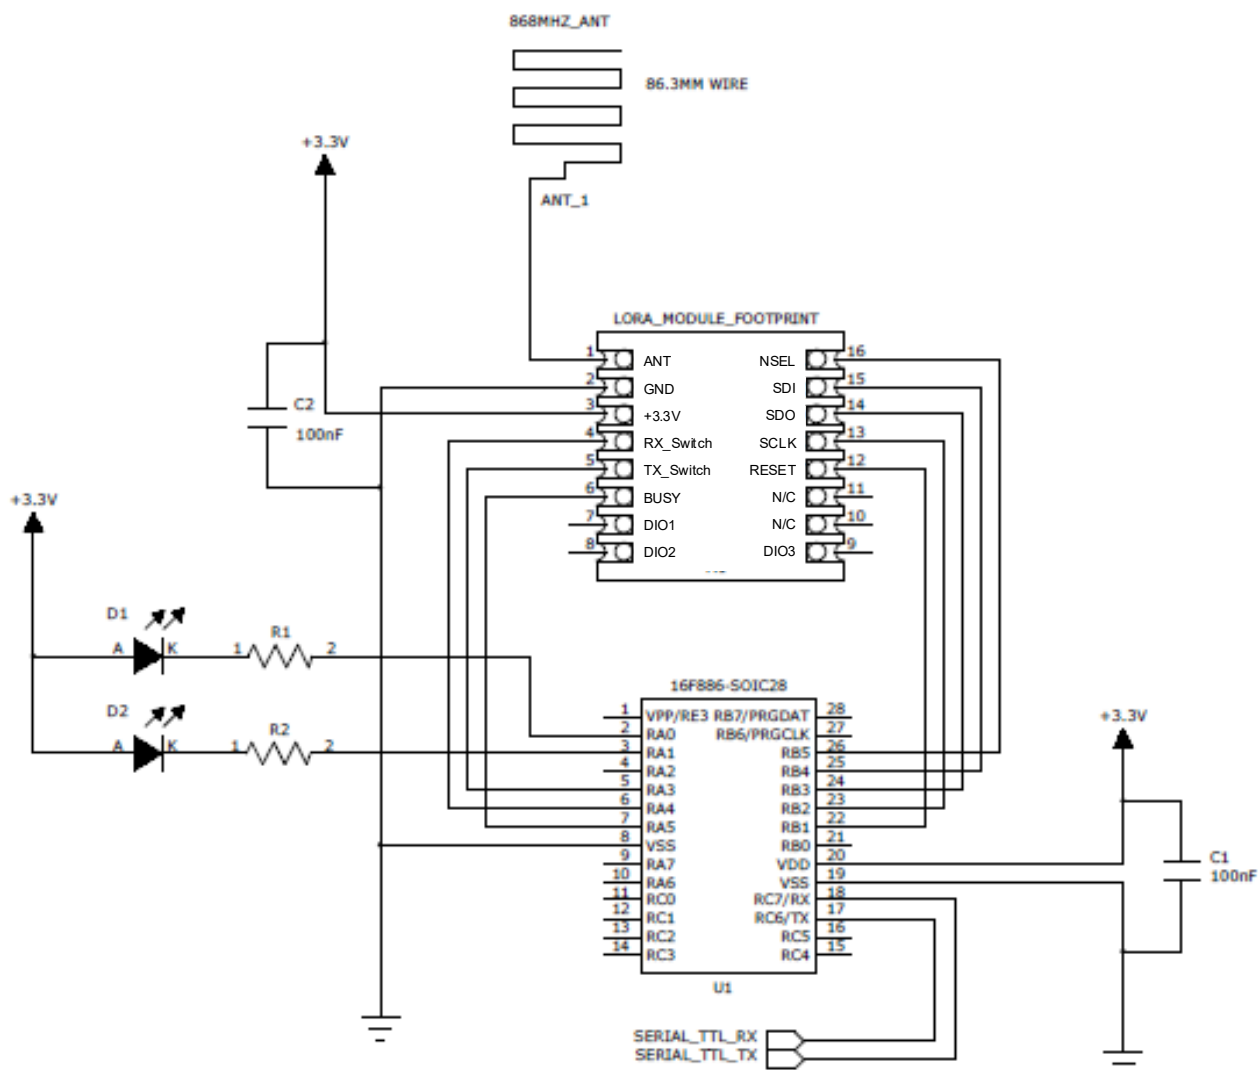 868MHZ_ANT
86.3MM WIRE
+3.3V
ANT_1
LORA_MODULE_FOOTPRINT
1 ANT NSEL 16
2 GND SDI 15
3 +3.3V SDO 14
4 RX_Switch SCLK 13
5 TX_Switch RESET 12
6 BUSY N/C 11
7 DIO1 N/C 10
8 DIO2 DIO3 9
C2
100nF
+3.3V
D1
A K 1 R1 2
D2
A K 1 R2 2
16F886-SOIC28
1 VPP/RE3 RB7/PRGDAT 28
2 RA0 RB6/PRGCLK 27
3 RA1 RB5 26
4 RA2 RB4 25
5 RA3 RB3 24
6 RA4 RB2 23
7 RA5 RB1 22
8 VSS RB0 21
9 RA7 VDD 20
10 RA6 VSS 19
11 RC0 RC7/RX 18
12 RC1 RC6/TX 17
13 RC2 RC5 16
14 RC3 RC4 15
U1
+3.3V
C1
100nF
SERIAL_TTL_RX
SERIAL_TTL_TX